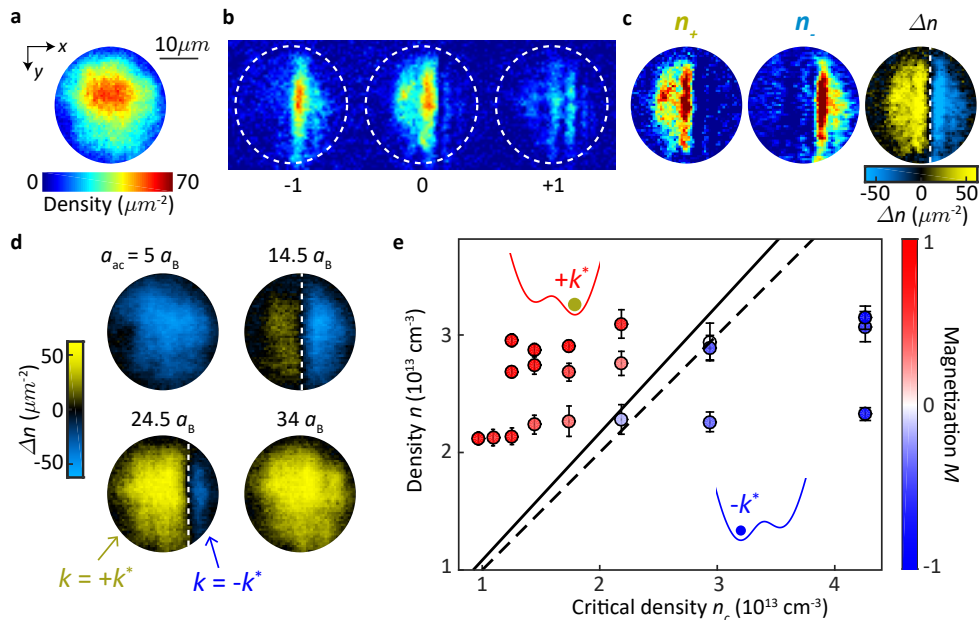 a
x
y
10μm
0
70
Density (μm⁻²)
b
-1
0
+1
c
n₊
n₋
Δn
-50
0
50
Δn (μm⁻²)
d
a_ac = 5 a_B
14.5 a_B
24.5 a_B
34 a_B
50
0
-50
Δn (μm⁻²)
k = +k*
k = -k*
e
+k*
-k*
3
2
1
Density n (10¹³ cm⁻³)
1
2
3
4
Critical density n_c (10¹³ cm⁻³)
1
0
-1
Magnetization M